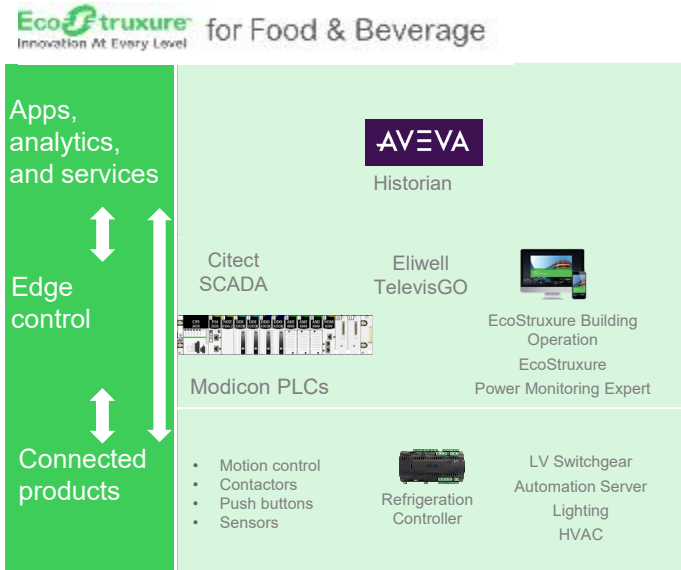 EcoStruxure for Food & Beverage
Innovation At Every Level
Apps,
analytics,
and services
AVEVA
Historian
Edge
control
Citect
SCADA
Modicon PLCs
Eliwell
TelevisGO
EcoStruxure Building
Operation
EcoStruxure
Power Monitoring Expert
Connected
products
• Motion control
• Contactors
• Push buttons
• Sensors
Refrigeration
Controller
LV Switchgear
Automation Server
Lighting
HVAC